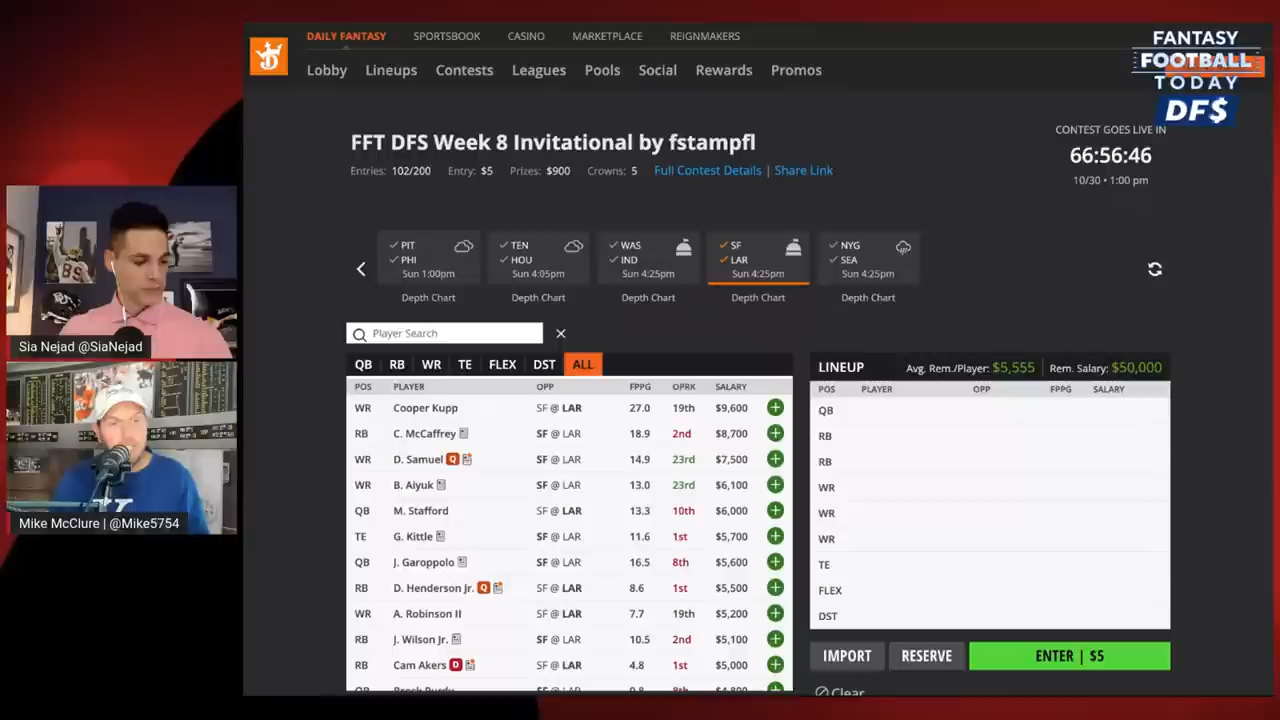 DAILY FANTASY SPORTSBOOK CASINO MARKETPLACE REIGNMAKERS
Lobby Lineups Contests Leagues Pools Social Rewards Promos
FANTASY
FOOTBALL
TODAY
DF$
FFT DFS Week 8 Invitational by fstampfl
Entries: 102/200 Entry: $5 Prizes: $900 Crowns: 5 Full Contest Details | Share Link
CONTEST GOES LIVE IN
66:56:46
10/30 • 1:00 pm
PIT
PHI
Sun 1:00pm
Depth Chart
TEN
HOU
Sun 4:05pm
Depth Chart
WAS
IND
Sun 4:25pm
Depth Chart
SF
LAR
Sun 4:25pm
Depth Chart
NYG
SEA
Sun 4:25pm
Depth Chart
Player Search
QB RB WR TE FLEX DST ALL
POS PLAYER OPP FPPG OPRK SALARY
WR Cooper Kupp SF @ LAR 27.0 19th $9,600
RB C. McCaffrey SF @ LAR 18.9 2nd $8,700
WR D. Samuel Q SF @ LAR 14.9 23rd $7,500
WR B. Aiyuk SF @ LAR 13.0 23rd $6,100
QB M. Stafford SF @ LAR 13.3 10th $6,000
TE G. Kittle SF @ LAR 11.6 1st $5,700
QB J. Garoppolo SF @ LAR 16.5 8th $5,600
RB D. Henderson Jr. Q SF @ LAR 8.6 1st $5,500
WR A. Robinson II SF @ LAR 7.7 19th $5,200
RB J. Wilson Jr. SF @ LAR 10.5 2nd $5,100
RB Cam Akers D SF @ LAR 4.8 1st $5,000
LINEUP Avg. Rem./Player: $5,555 Rem. Salary: $50,000
POS PLAYER OPP FPPG SALARY
QB
RB
RB
WR
WR
WR
TE
FLEX
DST
IMPORT RESERVE ENTER | $5
Clear
Sia Nejad @SiaNejad
89
Mike McClure | @Mike5754